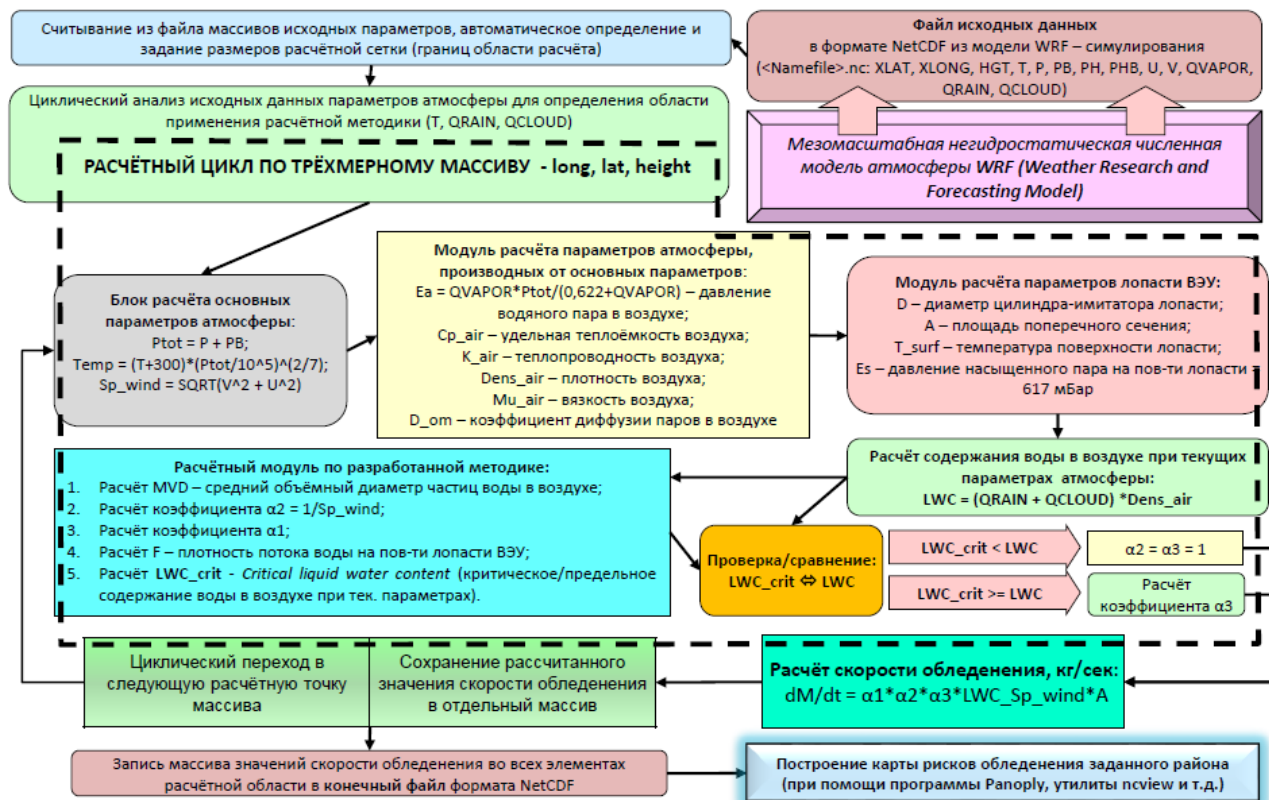 Считывание из файла массивов исходных параметров, автоматическое определение и
задание размеров расчётной сетки (границ области расчёта)
Файл исходных данных
в формате NetCDF из модели WRF – симулирования
(<Namefile>.nc: XLAT, XLONG, HGT, T, P, PB, PH, PHB, U, V, QVAPOR,
QRAIN, QCLOUD)
Циклический анализ исходных данных параметров атмосферы для определения области
применения расчётной методики (T, QRAIN, QCLOUD)
РАСЧЁТНЫЙ ЦИКЛ ПО ТРЁХМЕРНОМУ МАССИВУ - long, lat, height
Мезомасштабная негидростатическая численная
модель атмосферы WRF (Weather Research and
Forecasting Model)
Блок расчёта основных
параметров атмосферы:
Ptot = P + PB;
Temp = (T+300)*(Ptot/10^5)^(2/7);
Sp_wind = SQRT(V^2 + U^2)
Модуль расчёта параметров атмосферы,
производных от основных параметров:
Ea = QVAPOR*Ptot/(0,622+QVAPOR) – давление
водяного пара в воздухе;
Cp_air – удельная теплоёмкость воздуха;
K_air – теплопроводность воздуха;
Dens_air – плотность воздуха;
Mu_air – вязкость воздуха;
D_om – коэффициент диффузии паров в воздухе
Модуль расчёта параметров лопасти ВЭУ:
D – диаметр цилиндра-имитатора лопасти;
A – площадь поперечного сечения;
T_surf – температура поверхности лопасти;
Es – давление насыщенного пара на пов-ти лопасти =
617 мБар
Расчёт содержания воды в воздухе при текущих
параметрах атмосферы:
LWC = (QRAIN + QCLOUD) *Dens_air
Расчётный модуль по разработанной методике:
1. Расчёт MVD – средний объёмный диаметр частиц воды в воздухе;
2. Расчёт коэффициента α2 = 1/Sp_wind;
3. Расчёт коэффициента α1;
4. Расчёт F – плотность потока воды на пов-ти лопасти ВЭУ;
5. Расчёт LWC_crit - Critical liquid water content (критическое/предельное
содержание воды в воздухе при тек. параметрах).
Проверка/сравнение:
LWC_crit ⇔ LWC
LWC_crit < LWC
α2 = α3 = 1
LWC_crit >= LWC
Расчёт
коэффициента α3
Циклический переход в
следующую расчётную точку
массива
Сохранение рассчитанного
значения скорости обледенения
в отдельный массив
Расчёт скорости обледенения, кг/сек:
dM/dt = α1*α2*α3*LWC_Sp_wind*A
Запись массива значений скорости обледенения во всех элементах
расчётной области в конечный файл формата NetCDF
Построение карты рисков обледенения заданного района
(при помощи программы Panoply, утилиты ncview и т.д.)